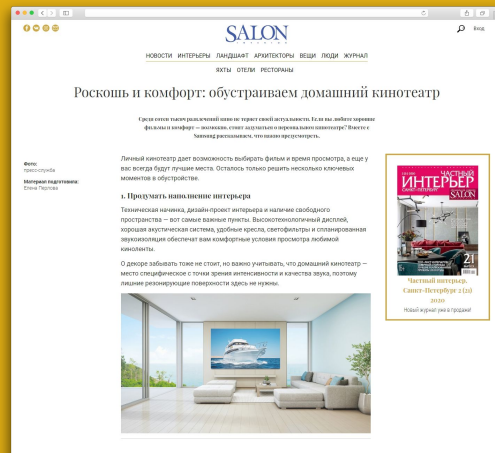 SALON
Вход
НОВОСТИ ИНТЕРЬЕРЫ ЛАНДШАФТ АРХИТЕКТОРЫ ВЕЩИ ЛЮДИ ЖУРНАЛ
ЯХТЫ ОТЕЛИ РЕСТОРАНЫ
Роскошь и комфорт: обустраиваем домашний кинотеатр
Среди сотен тысяч развлечений кино не теряет своей актуальности. Если вы любите хорошие
фильмы и комфорт — возможно, стоит задуматься о персональном кинотеатре? Вместе с
Samsung рассказываем, что важно предусмотреть.
Фото:
пресс-служба
Материал подготовила:
Елена Перлова
Личный кинотеатр дает возможность выбирать фильм и время просмотра, а еще у
вас всегда будут лучшие места. Осталось только решить несколько ключевых
моментов в обустройстве.
1. Продумать наполнение интерьера
Техническая начинка, дизайн-проект интерьера и наличие свободного
пространства — вот самые важные пункты. Высокотехнологичный дисплей,
хорошая акустическая система, удобные кресла, светофильтры и спланированная
звукоизоляция обеспечат вам комфортные условия просмотра любимой
киноленты.
О декоре забывать тоже не стоит, но важно учитывать, что домашний кинотеатр —
место специфическое с точки зрения интенсивности и качества звука, поэтому
лишние резонирующие поверхности здесь не нужны.
ЧАСТНЫЙ
ИНТЕРЬЕР
САНКТ-ПЕТЕРБУРГ
SALON
21
Частный интерьер.
Санкт-Петербург 2 (21)
2020
Новый журнал уже в продаже!